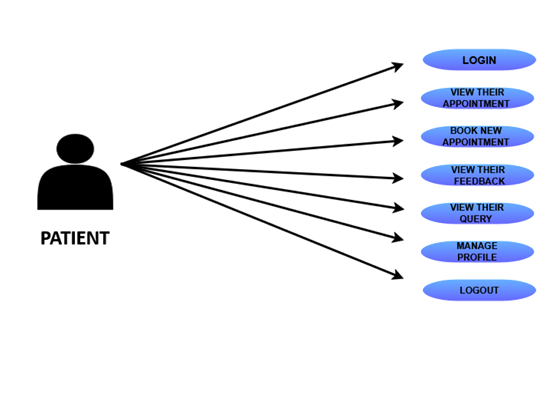 LOGIN
VIEW THEIR
APPOINTMENT
BOOK NEW
APPOINTMENT
VIEW THEIR
FEEDBACK
VIEW THEIR
QUERY
PATIENT
MANAGE
PROFILE
LOGOUT